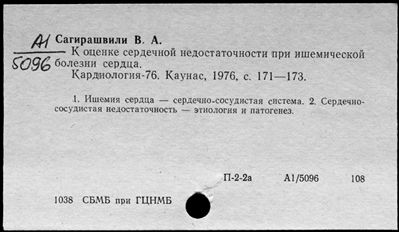 А1
5096
Сагирашвили В. А.
К оценке сердечной недостаточности при ишемической
болезни сердца.
Кардиология-76. Каунас, 1976, с. 171—173.
1. Ишемия сердца — сердечно-сосудистая система. 2. Сердечно-
сосудистая недостаточность — этиология и патогенез.
П-2-2а А1/5096 108
1038 СБМБ при ГЦНМБ